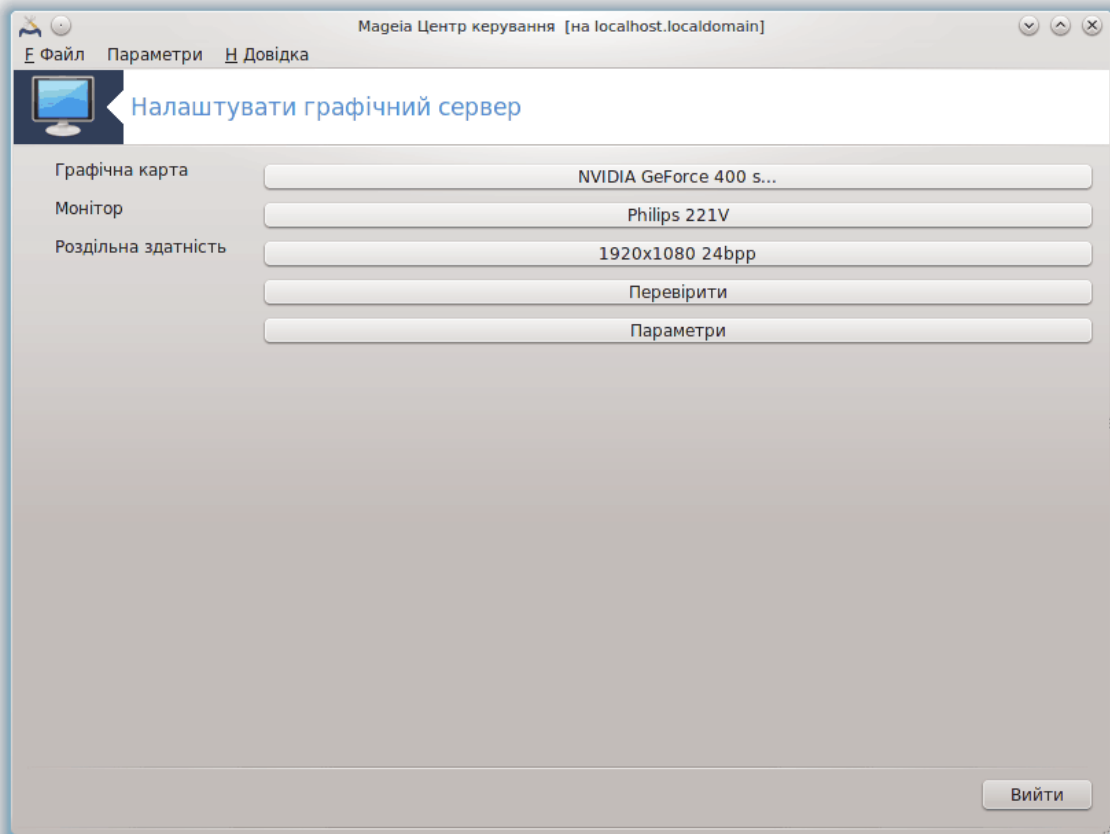 Mageia Центр керування [на localhost.localdomain]
F Файл Параметри H Довідка
Налаштувати графічний сервер
Графічна карта NVIDIA GeForce 400 s...
Монітор Philips 221V
Роздільна здатність 1920x1080 24bpp
Перевірити
Параметри
Вийти